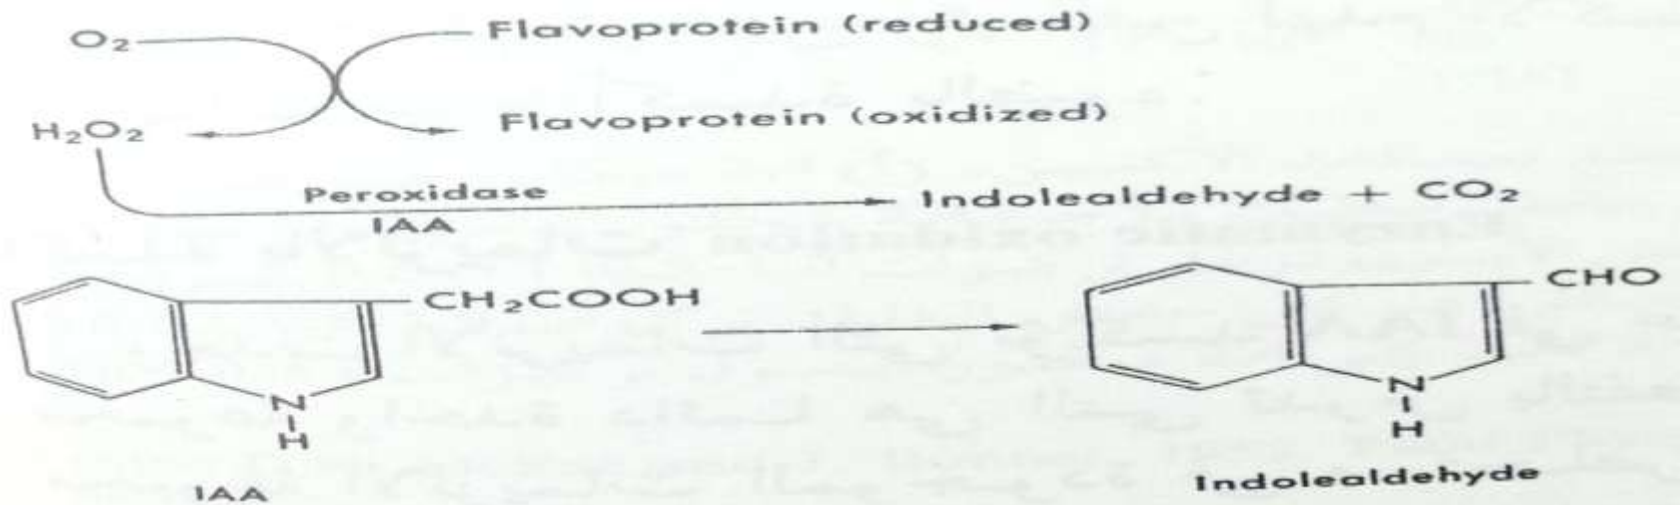 O₂ Flavoprotein (reduced)
H₂O₂ Flavoprotein (oxidized)
Peroxidase
IAA
Indolealdehyde + CO₂
CH₂COOH
CHO
N
H
N
H
IAA
Indolealdehyde